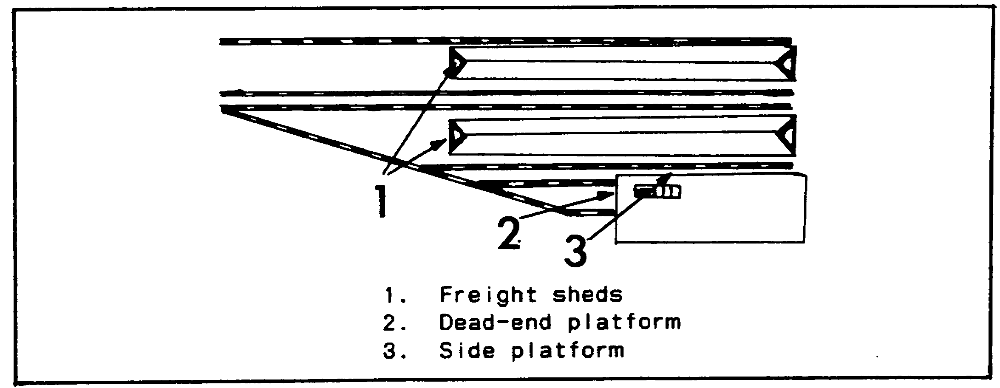 1
2
3
1. Freight sheds
2. Dead-end platform
3. Side platform